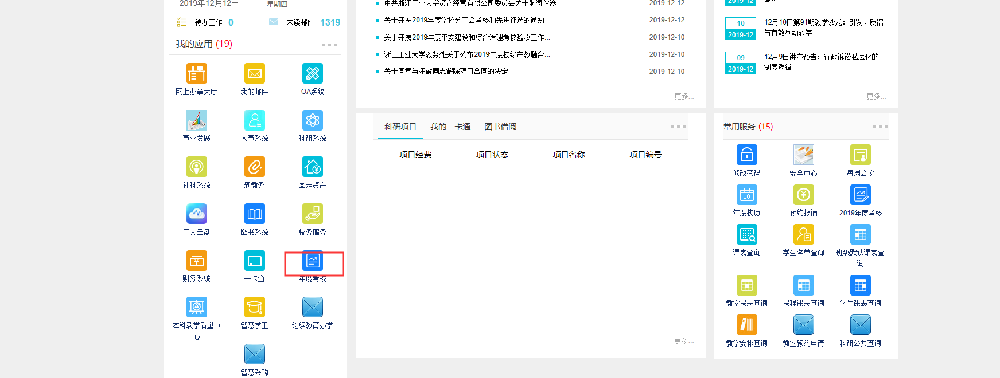 2019年12月12日
星期四
待办工作 0
未读邮件 1319
我的应用 (19)
网上办事大厅
我的邮件
OA系统
事业发展
人事系统
科研系统
社科系统
新教务
固定资产
工大云盘
图书系统
校务服务
财务系统
一卡通
年度考核
本科教学质量中
心
智慧学工
继续教育办学
智慧采购
中共浙江工业大学资产经营有限公司委员会关于航海仪器...
2019-12-12
关于开展2019年度学校分工会考核和先进评选的通知...
2019-12-12
关于开展2019年度平安建设和综合治理考核验收工作...
2019-12-10
浙江工业大学教务处关于公布2019年度校级产教融合...
2019-12-10
关于同意与汪霞同志解除聘用合同的决定
2019-12-10
更多...
科研项目
我的一卡通
图书借阅
项目经费
项目状态
项目名称
项目编号
更多...
2019-12
10
2019-12
12月10日第91期教学沙龙：引发、反馈
与有效互动教学
09
2019-12
12月9日讲座预告：行政诉讼私法化的
制度逻辑
更多...
常用服务 (15)
修改密码
安全中心
每周会议
10
年度校历
预约报销
2019年度考核
课表查询
学生名单查询
班级默认课表查
询
教室课表查询
课程课表查询
学生课表查询
教学安排查询
教室预约申请
科研公共查询